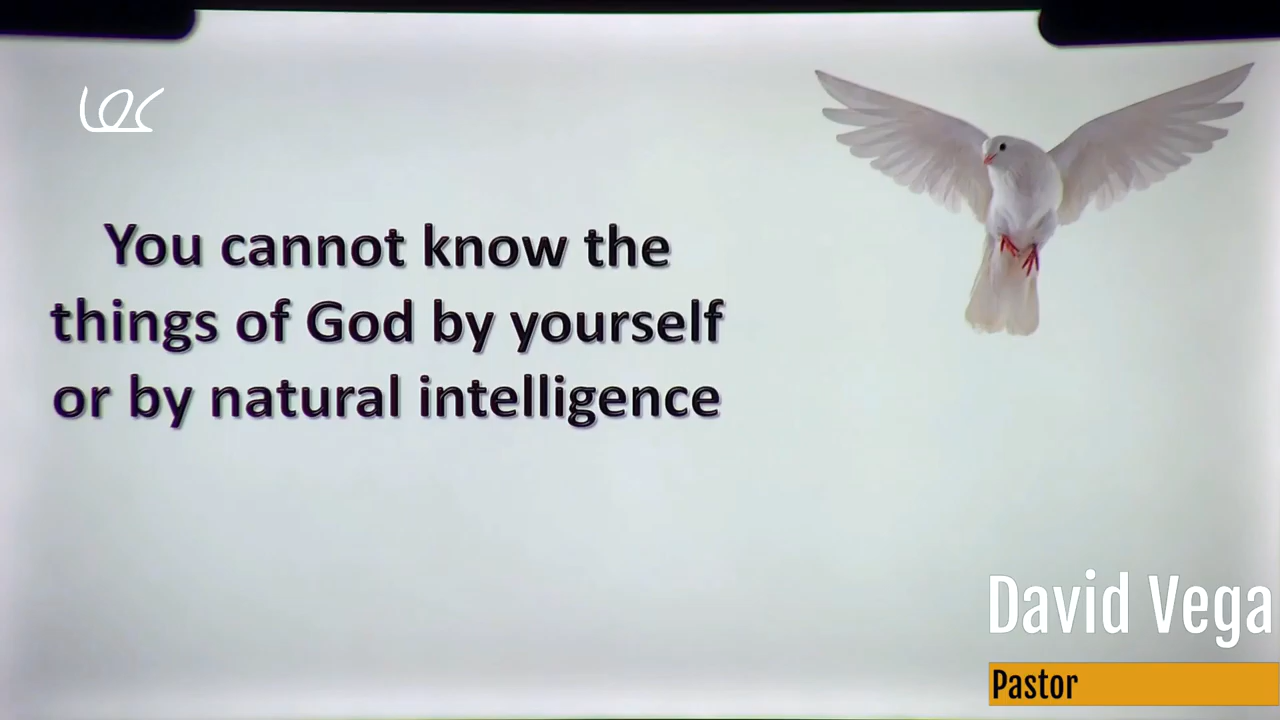 You cannot know the
things of God by yourself
or by natural intelligence
David Vega
Pastor